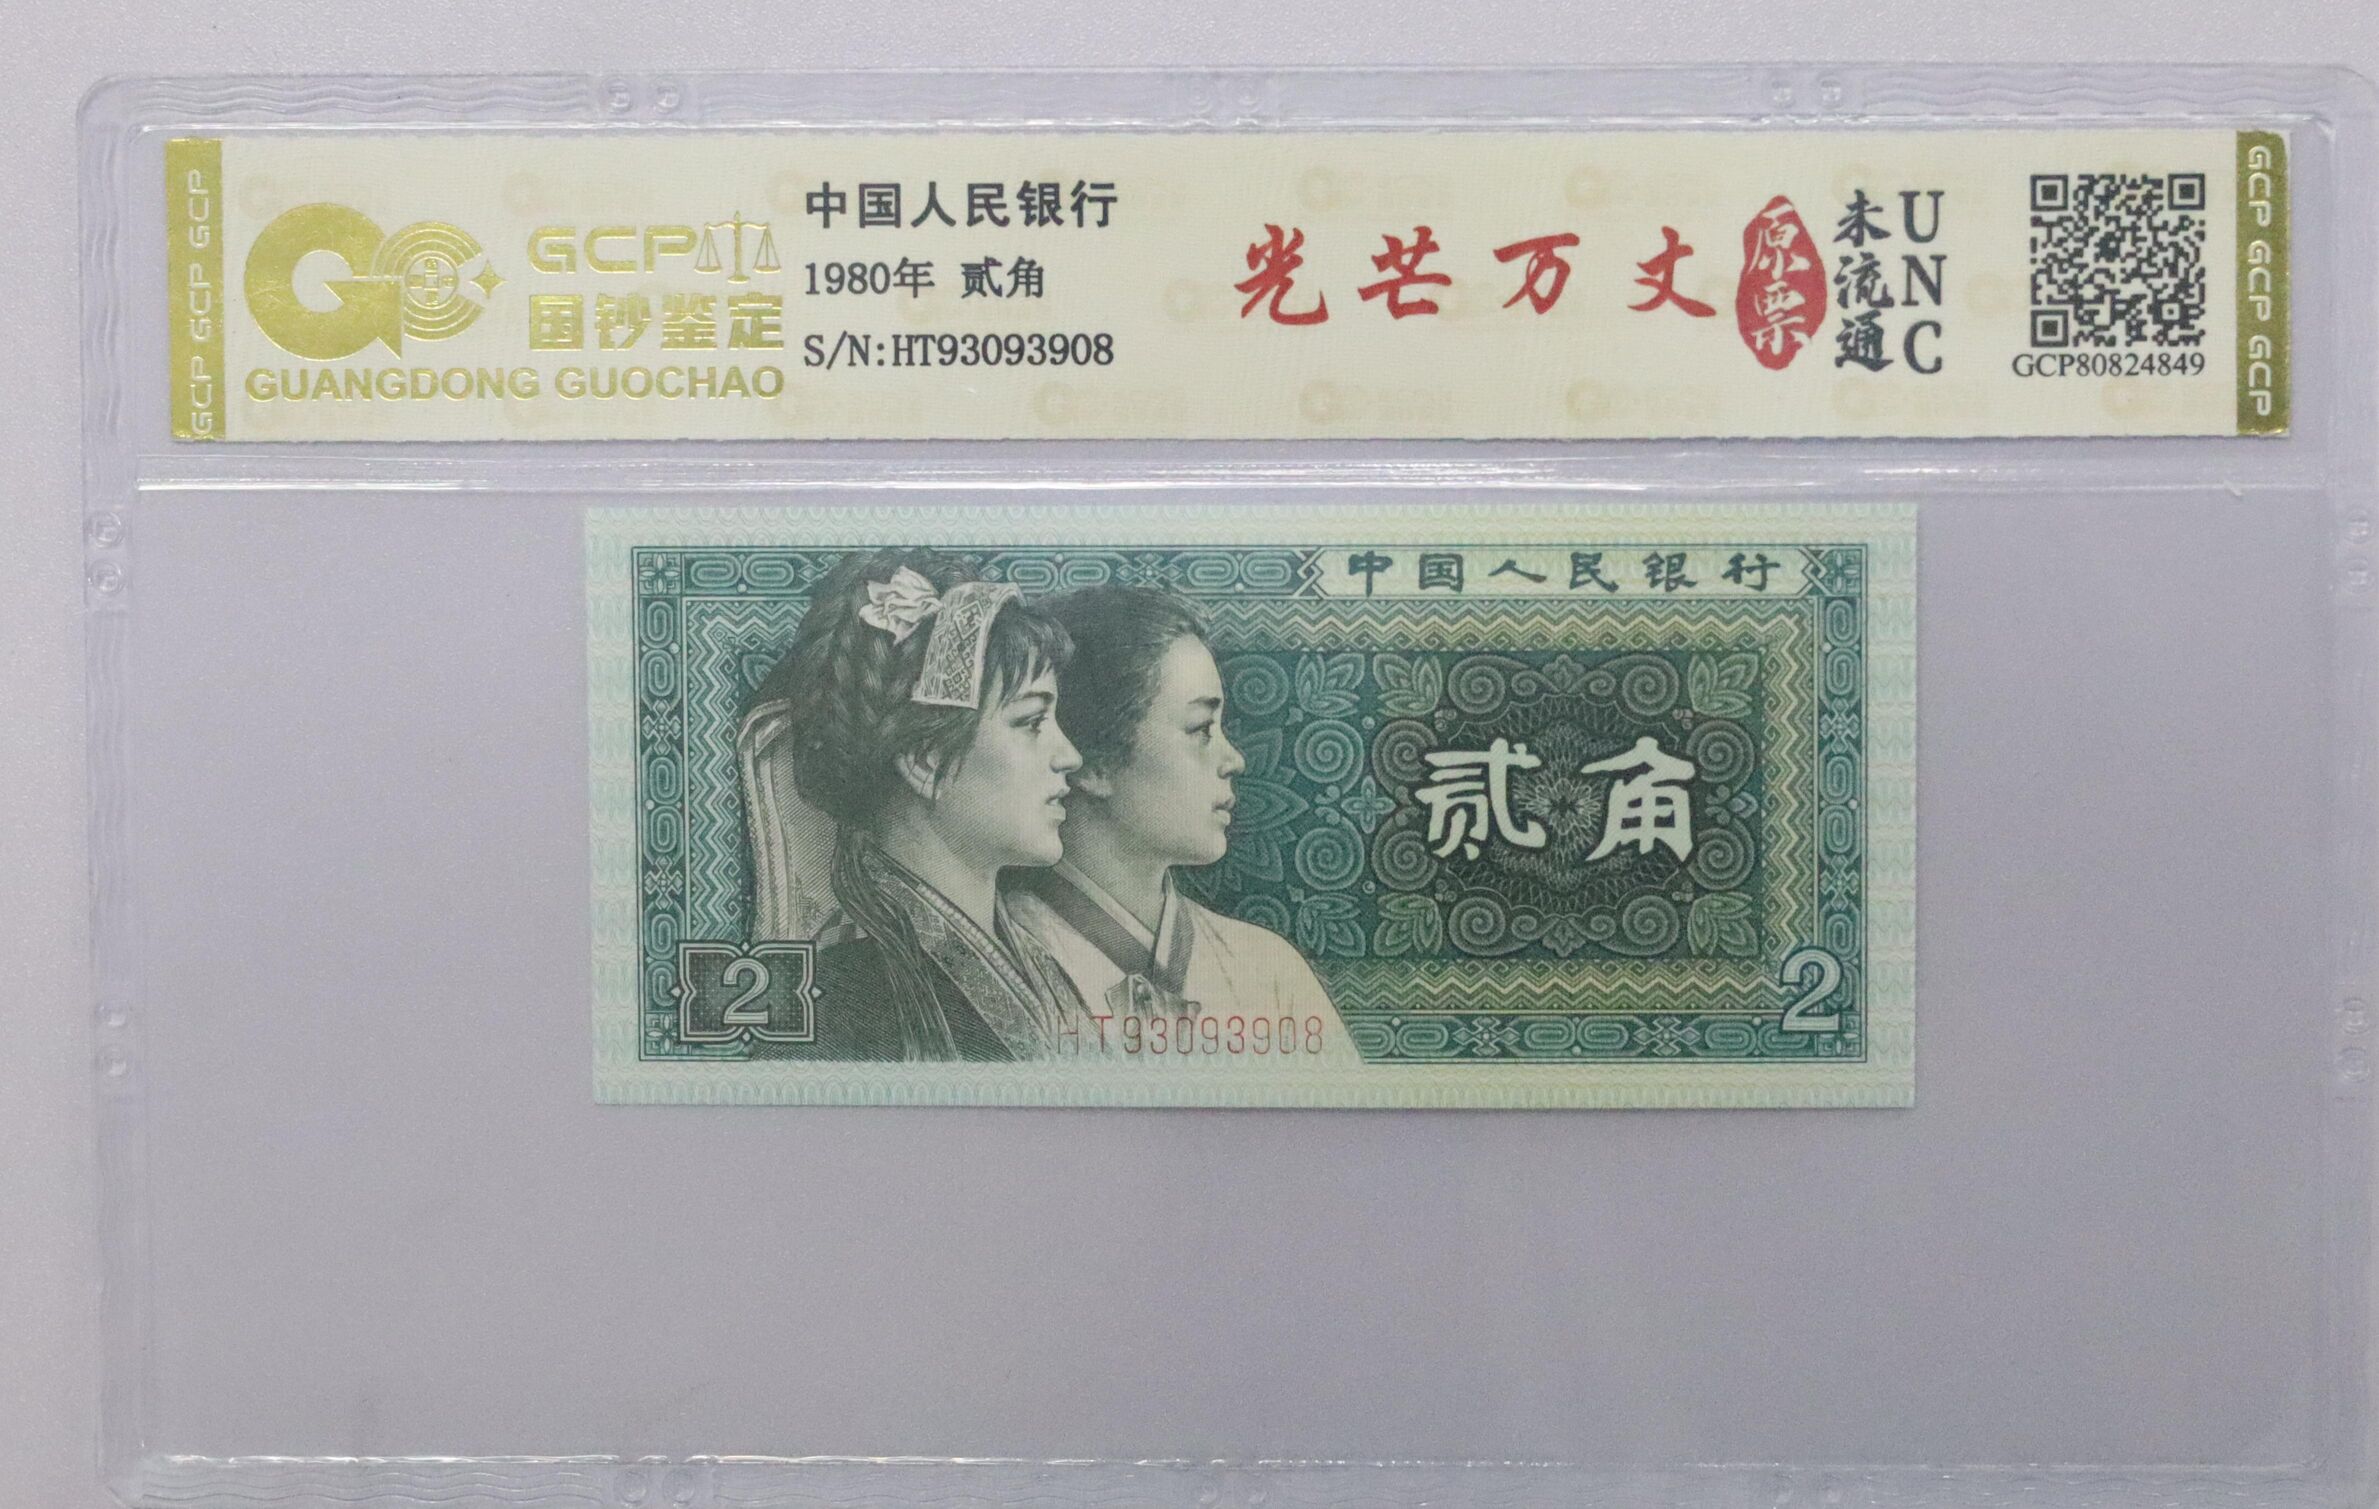 GCP GCP GCP
GCP
国钞鉴定
GUANGDONG GUOCHAO
中国人民银行
1980年 贰角
S/N:HT93093908
光芒万丈
原票
未流通
UNC
GCP80824849
GCP GCP GCP
中国人民银行
贰角
2
2
HT93093908